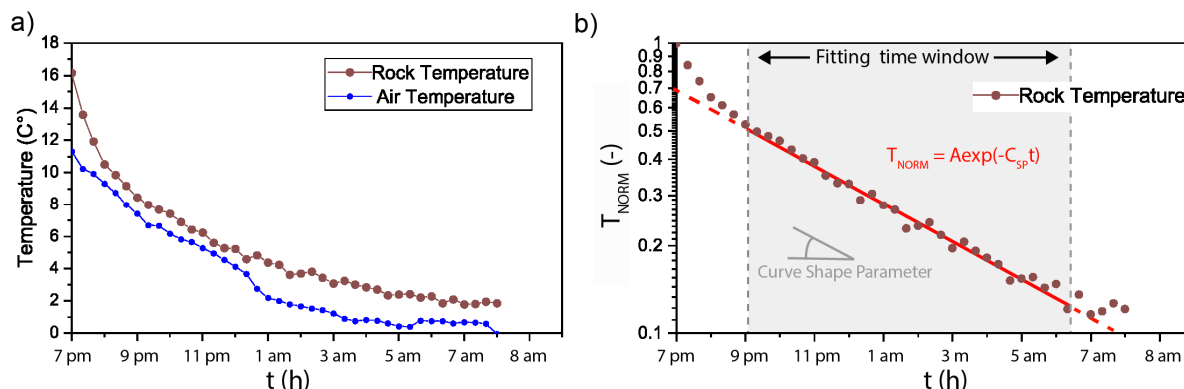 a)
18
16
14
12
10
8
6
4
2
0
Temperature (C°)
Rock Temperature
Air Temperature
7 pm 9 pm 11 pm 1 am 3 am 5 am 7 am 8 am
t (h)
b)
1
0.9
0.8
0.7
0.6
0.5
0.4
0.3
0.2
0.1
T_NORM (-)
Fitting time window
Rock Temperature
T_NORM = Aexp(-C_SP t)
Curve Shape Parameter
7 pm 9 pm 11 pm 1 am 3 m 5 am 7 am 8 am
t (h)